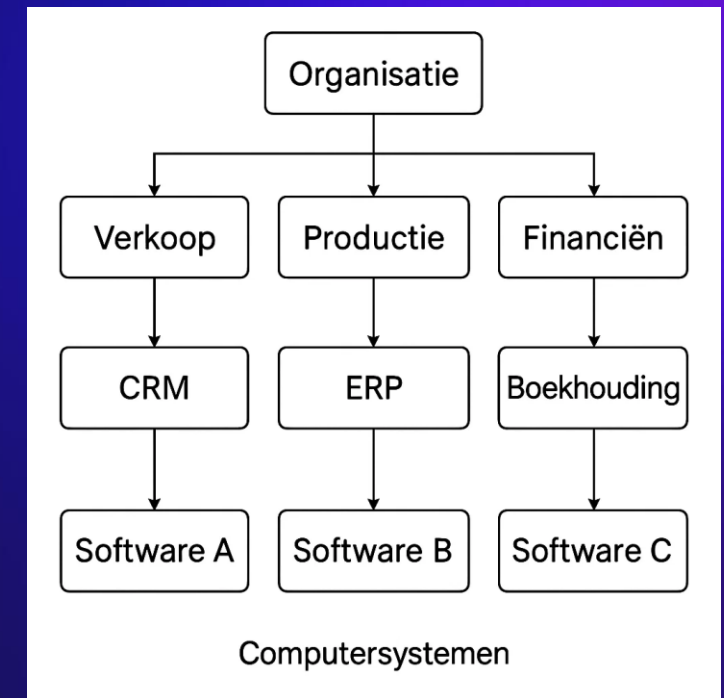 Organisatie
Verkoop
Productie
Financiën
CRM
ERP
Boekhouding
Software A
Software B
Software C
Computersystemen